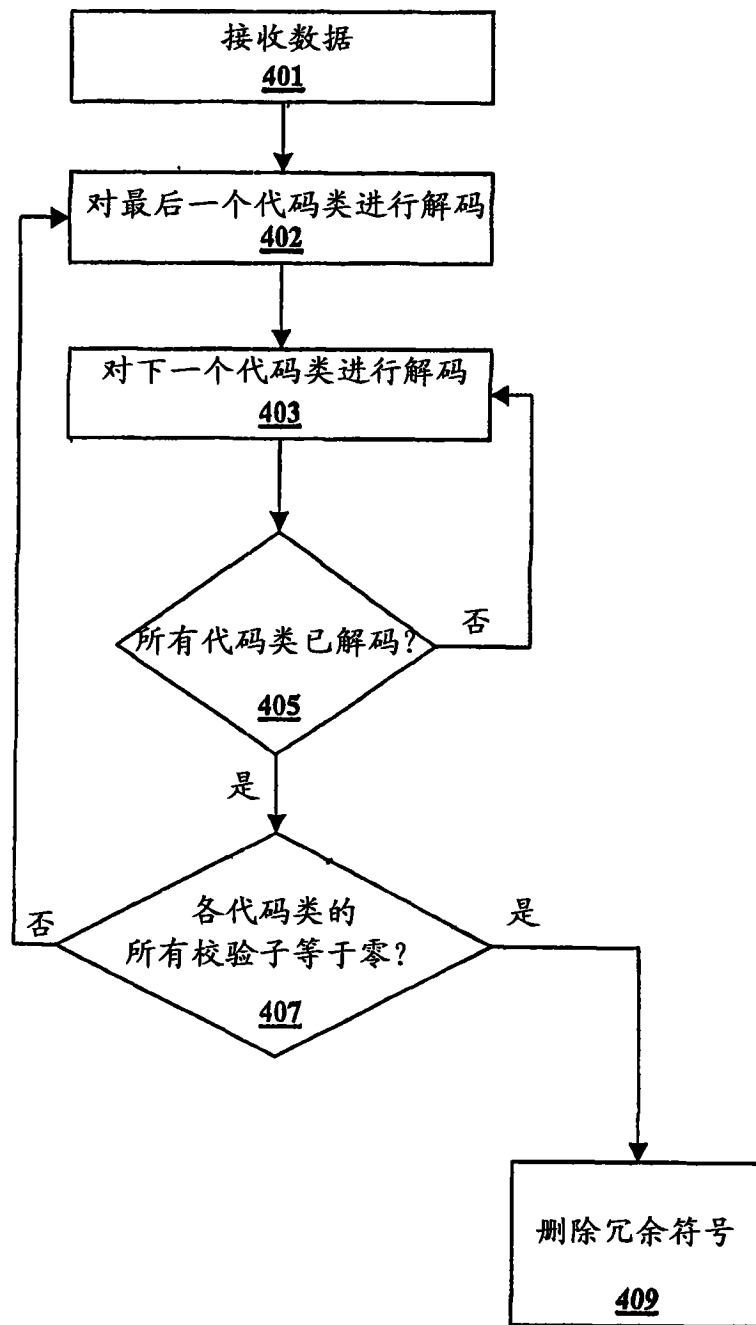 接收数据
401
对最后一个代码类进行解码
402
对下一个代码类进行解码
403
所有代码类已解码?
否
405
是
各代码类的
所有校验子等于零?
407
否
是
删除冗余符号
409